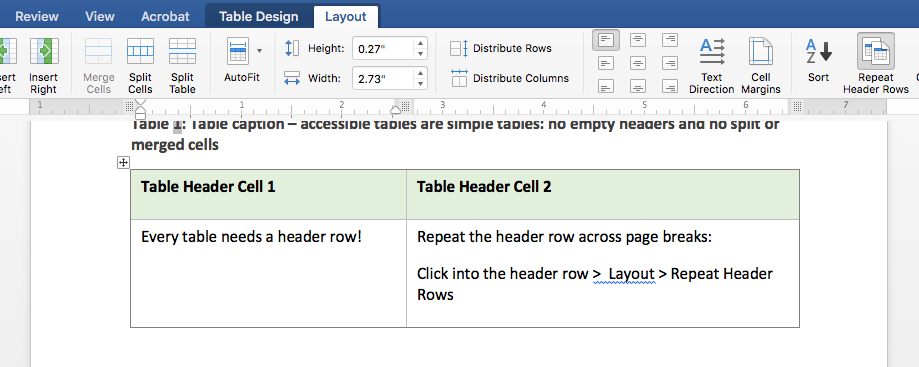 Review View Acrobat Table Design Layout
Height: 0.27" Distribute Rows
Width: 2.73" Distribute Columns
Insert Right
Merge Cells
Split Cells
Split Table
AutoFit
Text Direction
Cell Margins
Sort
Repeat Header Rows
1 1 2 3 4 5 6 7
Table 1: Table caption – accessible tables are simple tables: no empty headers and no split or
merged cells
Table Header Cell 1 Table Header Cell 2
Every table needs a header row! Repeat the header row across page breaks:
Click into the header row > Layout > Repeat Header
Rows